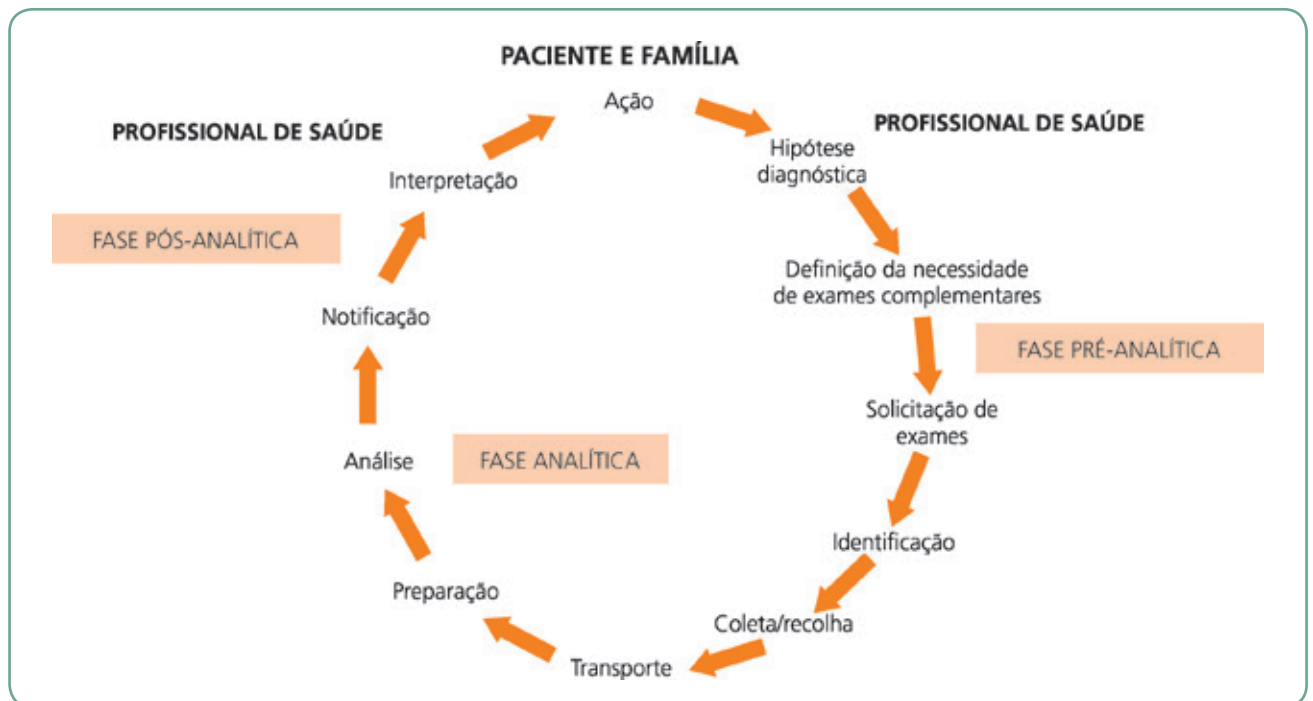 PACIENTE E FAMÍLIA
Ação
PROFISSIONAL DE SAÚDE
Hipótese
diagnóstica
Definição da necessidade
de exames complementares
FASE PRÉ-ANALÍTICA
Solicitação de
exames
Identificação
Coleta/recolha
Transporte
Preparação
Análise
FASE ANALÍTICA
Notificação
FASE PÓS-ANALÍTICA
Interpretação
PROFISSIONAL DE SAÚDE